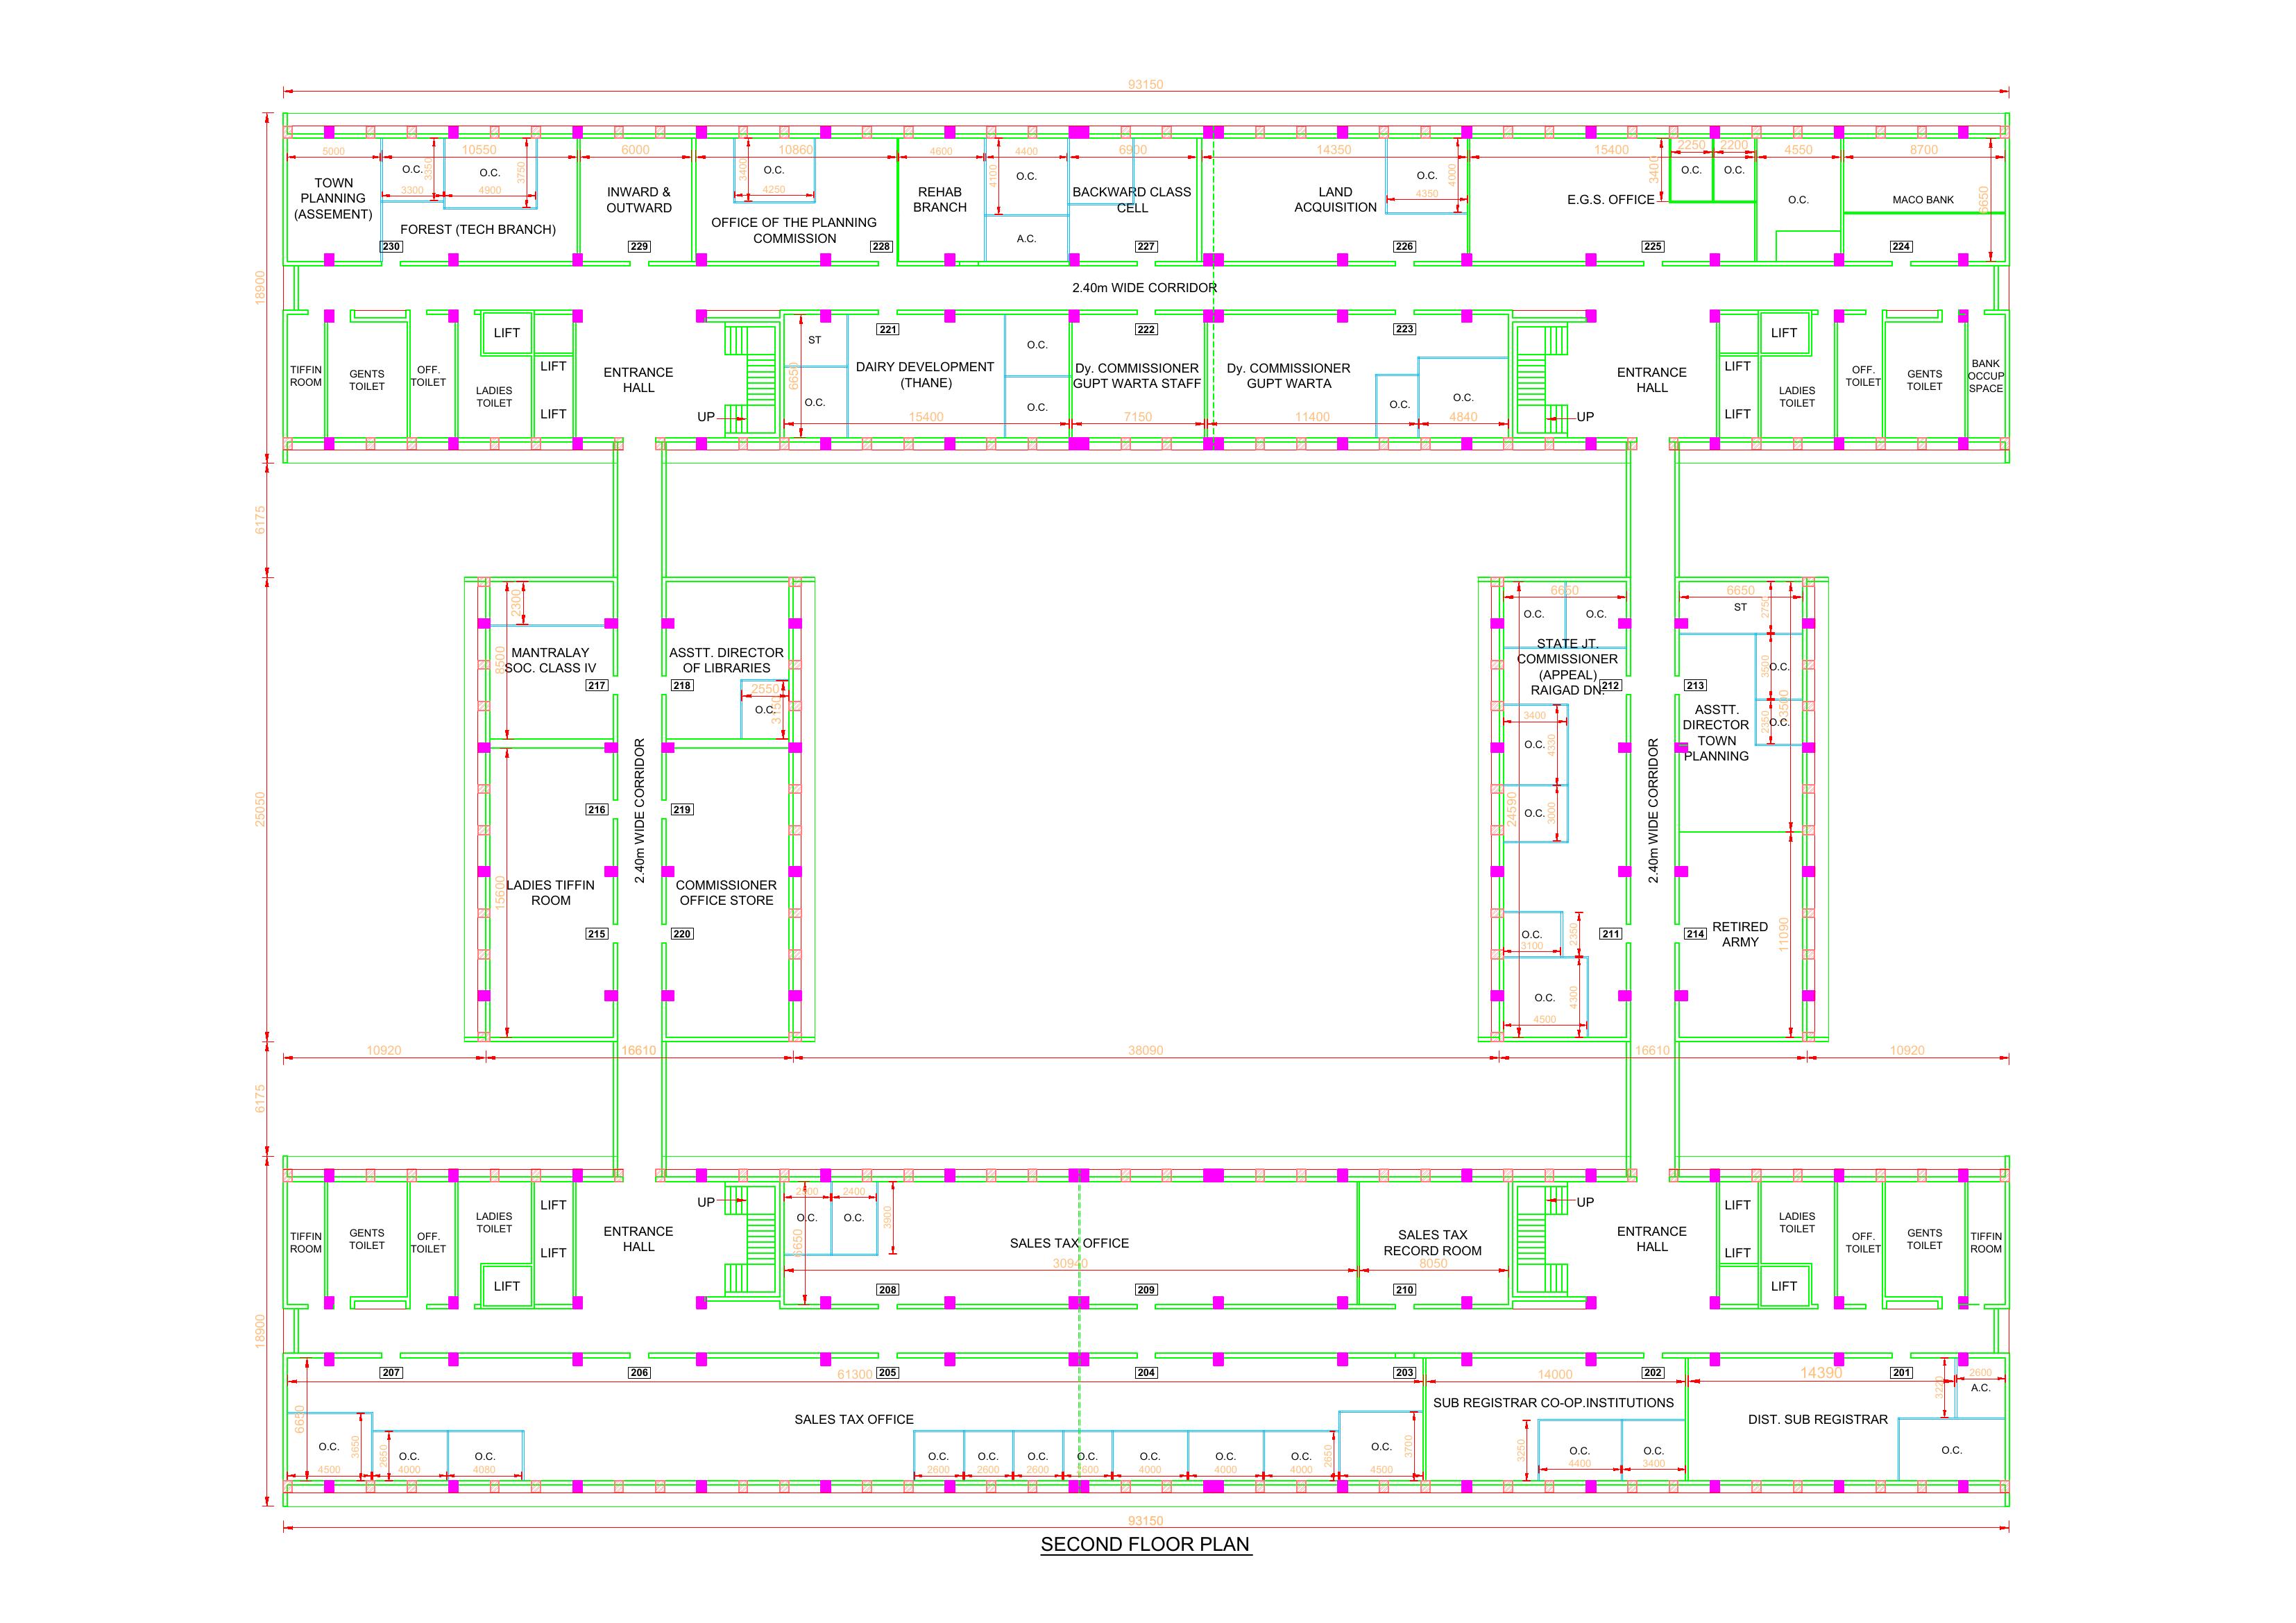 93150
5000
10550
6000
10860
4600
4400
6900
14350
15400
2250
2200
4550
8700
O.C.
3350
O.C.
3750
3300
4900
TOWN
PLANNING
(ASSEMENT)
FOREST (TECH BRANCH)
230
INWARD &
OUTWARD
229
3400
O.C.
4250
OFFICE OF THE PLANNING
COMMISSION
228
REHAB
BRANCH
4100
O.C.
A.C.
BACKWARD CLASS
CELL
227
LAND
ACQUISITION
O.C.
4350
4000
226
E.G.S. OFFICE
3400
O.C.
O.C.
225
O.C.
MACO BANK
6650
224
18900
2.40m WIDE CORRIDOR
TIFFIN
ROOM
GENTS
TOILET
OFF.
TOILET
LIFT
LADIES
TOILET
LIFT
LIFT
ENTRANCE
HALL
UP
ST
6650
O.C.
221
DAIRY DEVELOPMENT
(THANE)
15400
O.C.
O.C.
222
Dy. COMMISSIONER
GUPT WARTA STAFF
7150
223
Dy. COMMISSIONER
GUPT WARTA
11400
O.C.
O.C.
4840
UP
ENTRANCE
HALL
LIFT
LIFT
LIFT
LADIES
TOILET
OFF.
TOILET
GENTS
TOILET
BANK
OCCUP
SPACE
6175
25050
2300
8500
MANTRALAY
SOC. CLASS IV
217
ASSTT. DIRECTOR
OF LIBRARIES
218
2550
O.C.
3150
216
219
2.40m WIDE CORRIDOR
15600
LADIES TIFFIN
ROOM
215
COMMISSIONER
OFFICE STORE
220
6650
O.C.
O.C.
STATE JT.
COMMISSIONER
(APPEAL)
RAIGAD DN.
212
3400
O.C.
4330
24590
O.C.
3000
O.C.
3100
2350
211
O.C.
4300
4500
2.40m WIDE CORRIDOR
6650
ST
2750
O.C.
3500
213
13500
O.C.
2350
ASSTT.
DIRECTOR
TOWN
PLANNING
214
RETIRED
ARMY
11090
10920
16610
38090
16610
10920
6175
18900
TIFFIN
ROOM
GENTS
TOILET
OFF.
TOILET
LADIES
TOILET
LIFT
LIFT
LIFT
ENTRANCE
HALL
UP
2400
O.C.
O.C.
3900
6650
208
SALES TAX OFFICE
30940
209
SALES TAX
RECORD ROOM
8050
210
UP
ENTRANCE
HALL
LIFT
LIFT
LIFT
LADIES
TOILET
OFF.
TOILET
GENTS
TOILET
TIFFIN
ROOM
207
206
61300
205
204
203
14000
202
14390
201
6650
SALES TAX OFFICE
O.C.
4500
3650
2650
O.C.
4000
O.C.
4080
O.C.
2600
O.C.
2600
O.C.
2600
O.C.
2600
O.C.
4000
O.C.
4000
O.C.
4000
2650
O.C.
4500
3700
SUB REGISTRAR CO-OP.INSTITUTIONS
3250
O.C.
4400
O.C.
3400
DIST. SUB REGISTRAR
2600
A.C.
O.C.
93150
SECOND FLOOR PLAN